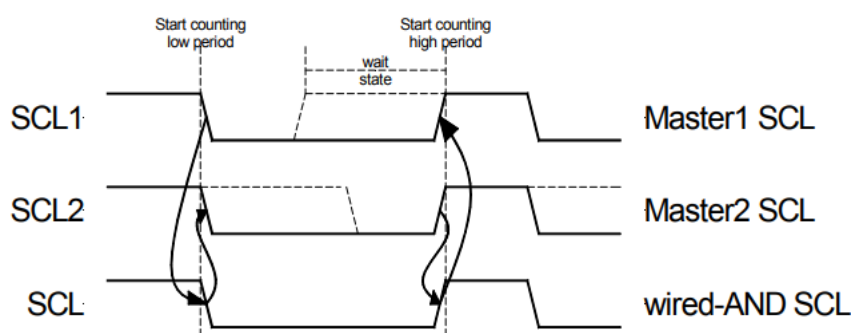 Start counting
low period
Start counting
high period
wait
state
SCL1
Master1 SCL
SCL2
Master2 SCL
SCL
wired-AND SCL